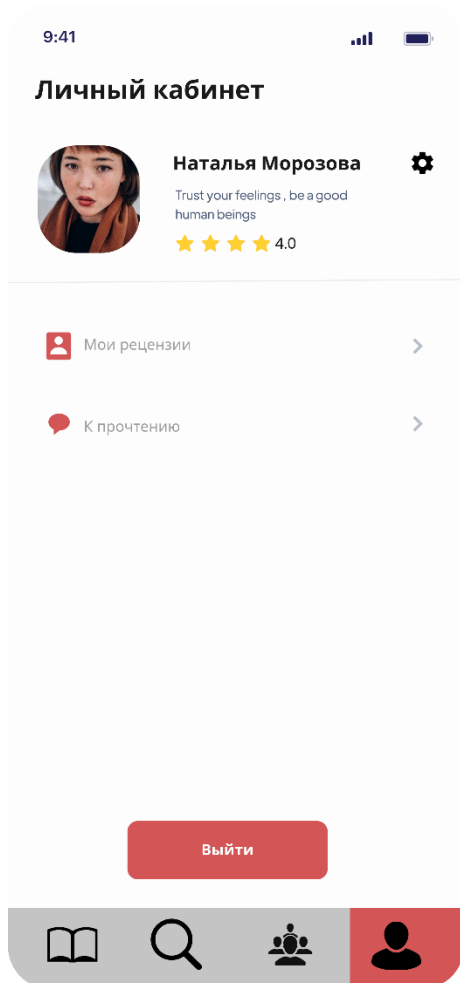 9:41
Личный кабинет
Наталья Морозова
Trust your feelings , be a good
human beings
4.0
Мои рецензии
К прочтению
Выйти